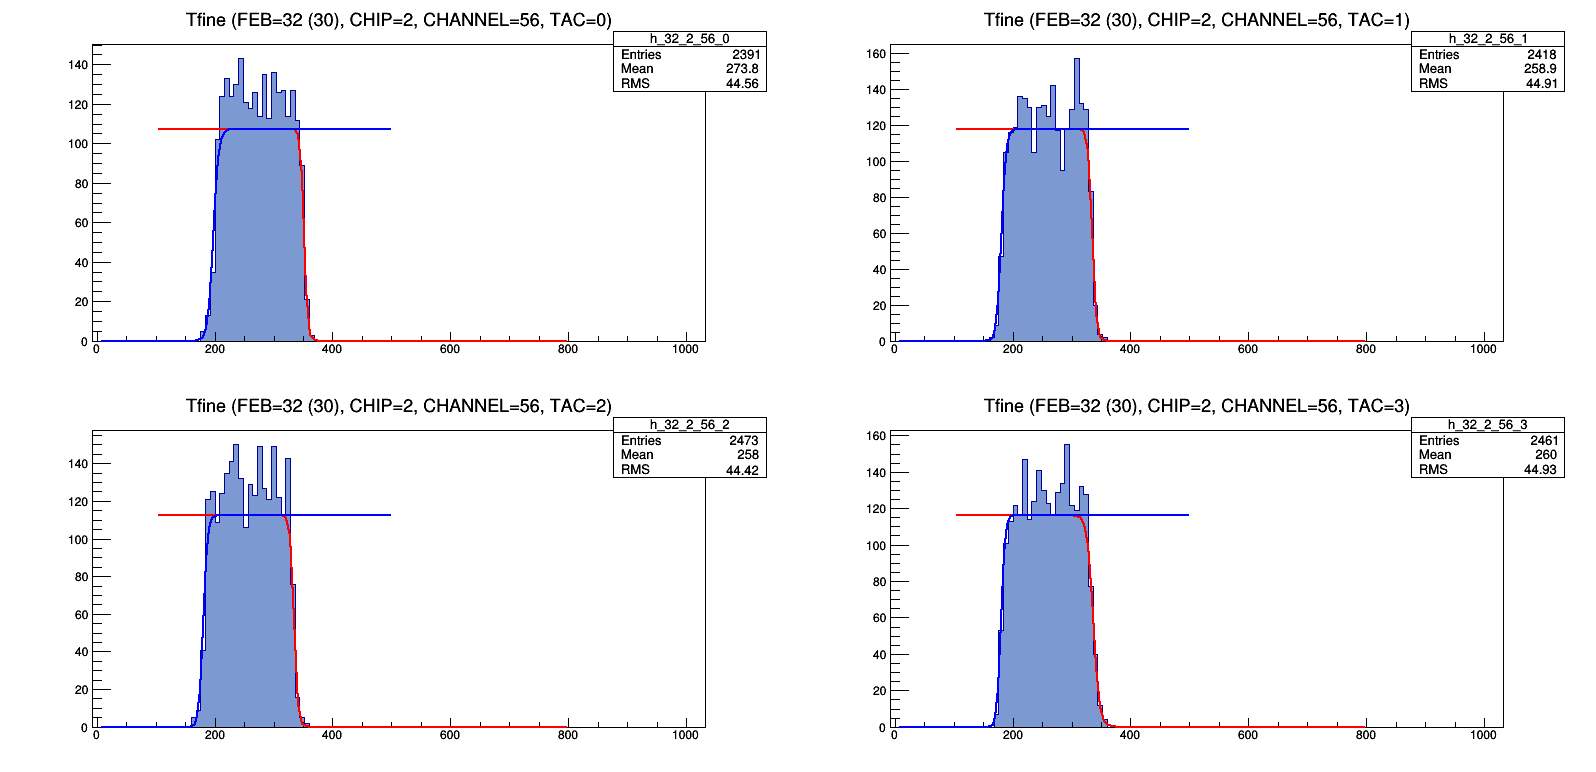 Tfine (FEB=32 (30), CHIP=2, CHANNEL=56, TAC=0)
h_32_2_56_0
Entries 2391
Mean 273.8
RMS 44.56
140
120
100
80
60
40
20
0
0 200 400 600 800 1000
Tfine (FEB=32 (30), CHIP=2, CHANNEL=56, TAC=1)
h_32_2_56_1
Entries 2418
Mean 258.9
RMS 44.91
160
140
120
100
80
60
40
20
0
0 200 400 600 800 1000
Tfine (FEB=32 (30), CHIP=2, CHANNEL=56, TAC=2)
h_32_2_56_2
Entries 2473
Mean 258
RMS 44.42
140
120
100
80
60
40
20
0
0 200 400 600 800 1000
Tfine (FEB=32 (30), CHIP=2, CHANNEL=56, TAC=3)
h_32_2_56_3
Entries 2461
Mean 260
RMS 44.93
160
140
120
100
80
60
40
20
0
0 200 400 600 800 1000